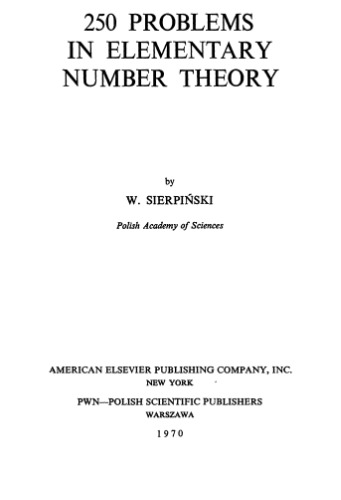 250 PROBLEMS
IN ELEMENTARY
NUMBER THEORY
by
W. SIERPIŃSKI
Polish Academy of Sciences
AMERICAN ELSEVIER PUBLISHING COMPANY, INC.
NEW YORK
PWN—POLISH SCIENTIFIC PUBLISHERS
WARSZAWA
1970